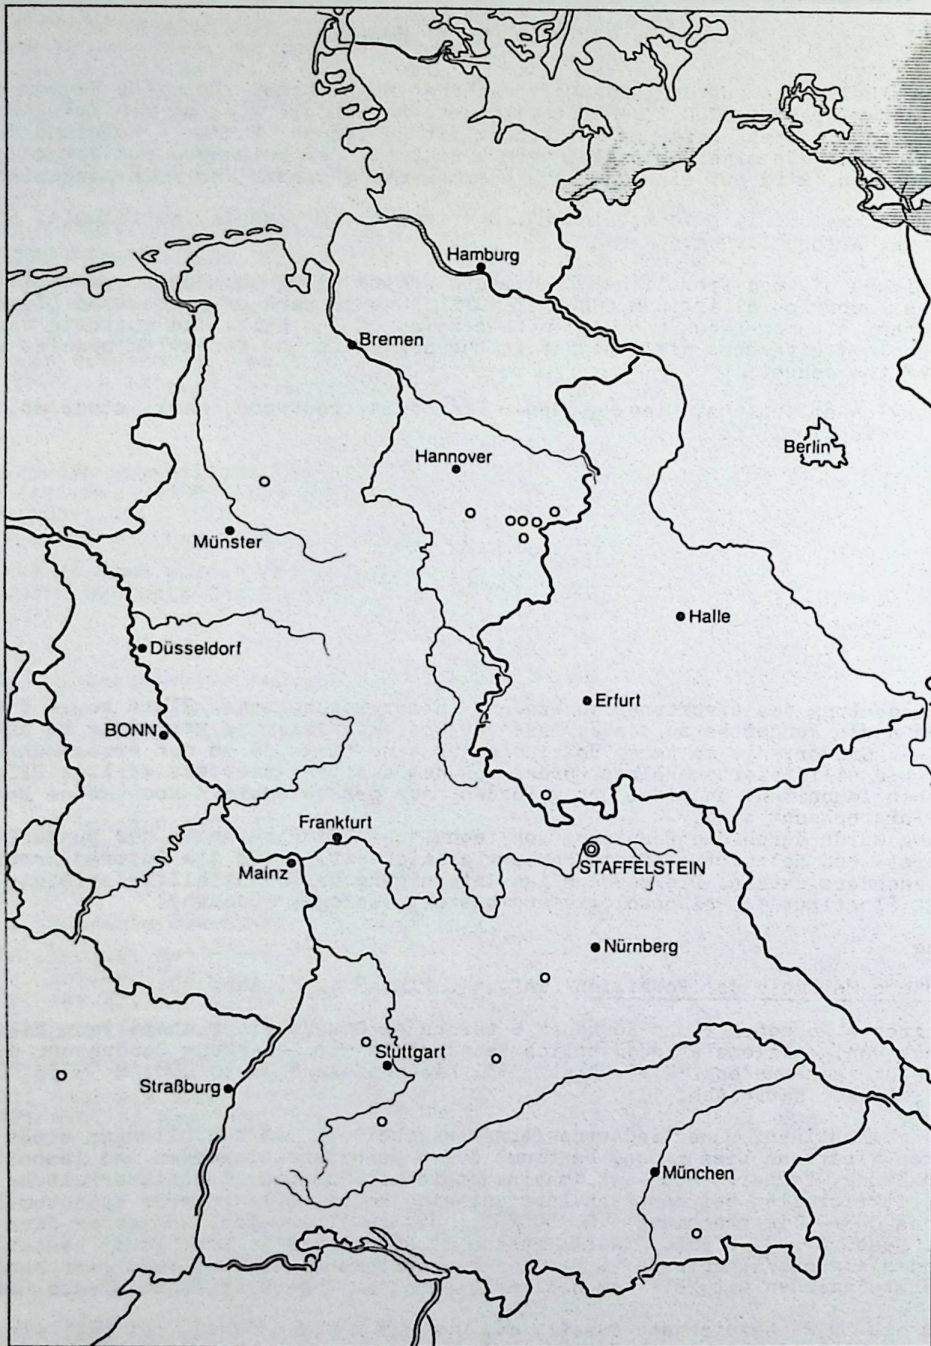 Hamburg
Bremen
Hannover
Berlin
Münster
Halle
Düsseldorf
Erfurt
BONN
Frankfurt
Mainz
STAFFELSTEIN
Nürnberg
Stuttgart
Straßburg
München